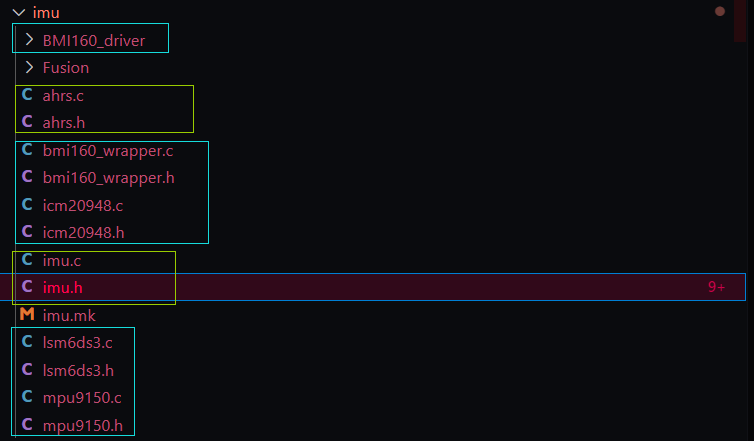 imu
BMI160_driver
Fusion
C ahrs.c
C ahrs.h
C bmi160_wrapper.c
C bmi160_wrapper.h
C icm20948.c
C icm20948.h
C imu.c
C imu.h 9+
M imu.mk
C lsm6ds3.c
C lsm6ds3.h
C mpu9150.c
C mpu9150.h